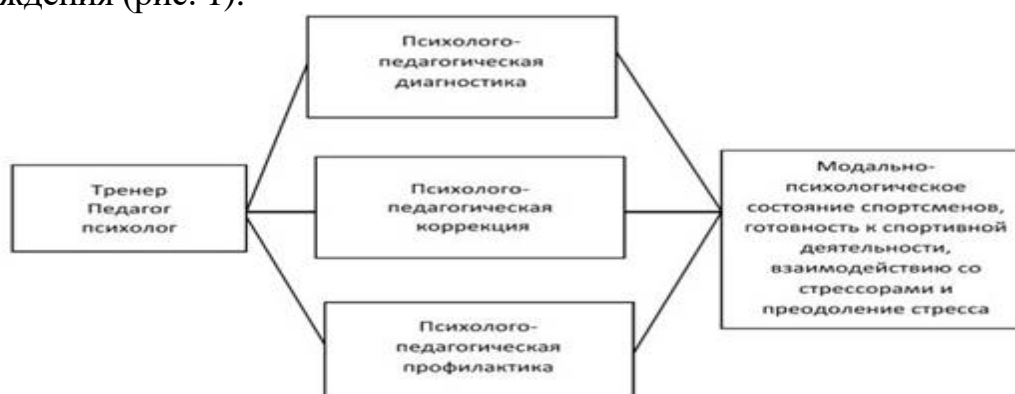 ждения (рис. 1).
Психолого-
педагогическая
диагностика
Тренер
Педагог
психолог
Психолого-
педагогическая
коррекция
Модально-
психологическое
состояние спортсменов,
готовность к спортивной
деятельности,
взаимодействию со
стрессорами и
преодоление стресса
Психолого-
педагогическая
профилактика